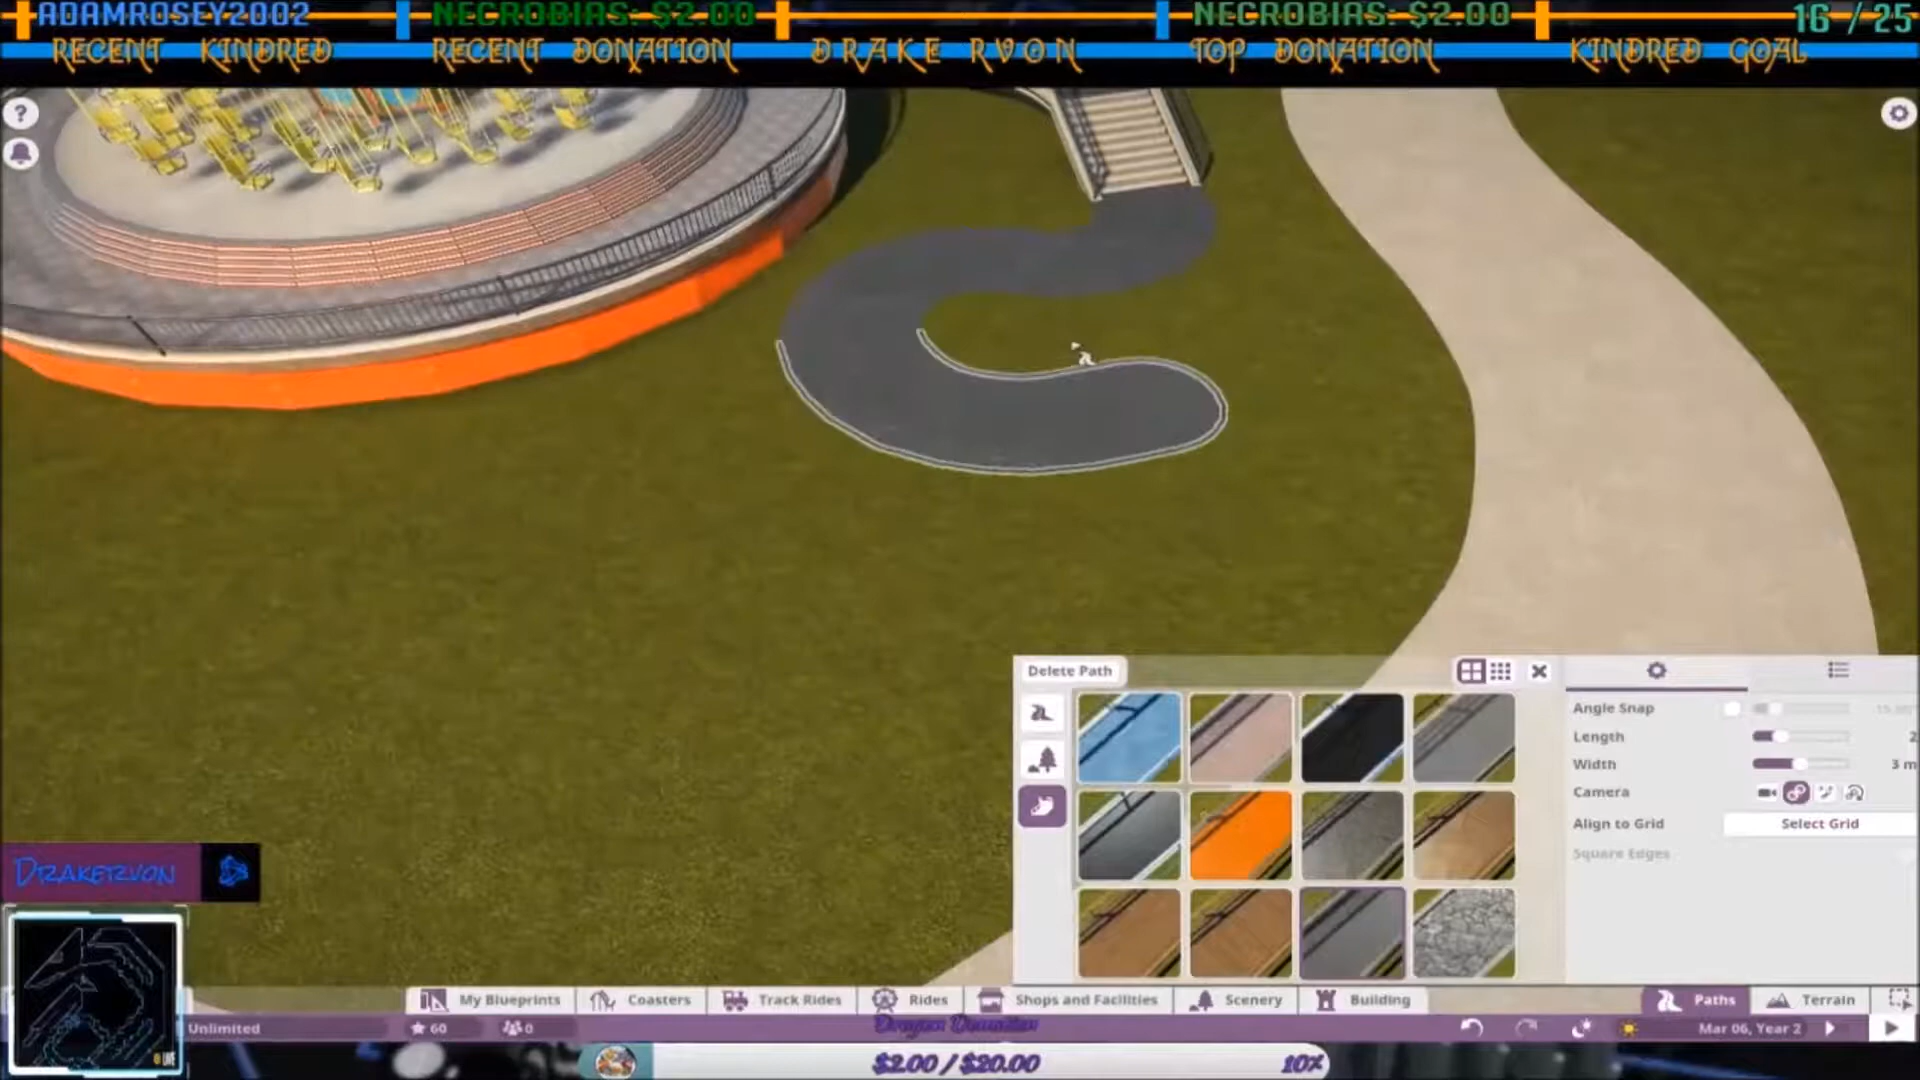 ADAMROSEY2002 NECROBIAS: $2.00 NECROBIAS: $2.00 16 / 25
RECENT KINDRED RECENT DONATION DRAKE RVON TOP DONATION KINDRED GOAL
?
Delete Path
Angle Snap
Length 2
Width 3 m
Camera
Align to Grid Select Grid
Square Edges
DRAKERVON
My Blueprints Coasters Track Rides Rides Shops and Facilities Scenery Building Paths Terrain
Unlimited 60 0 Mar 06, Year 2
LIVE
$2.00 / $20.00 10%